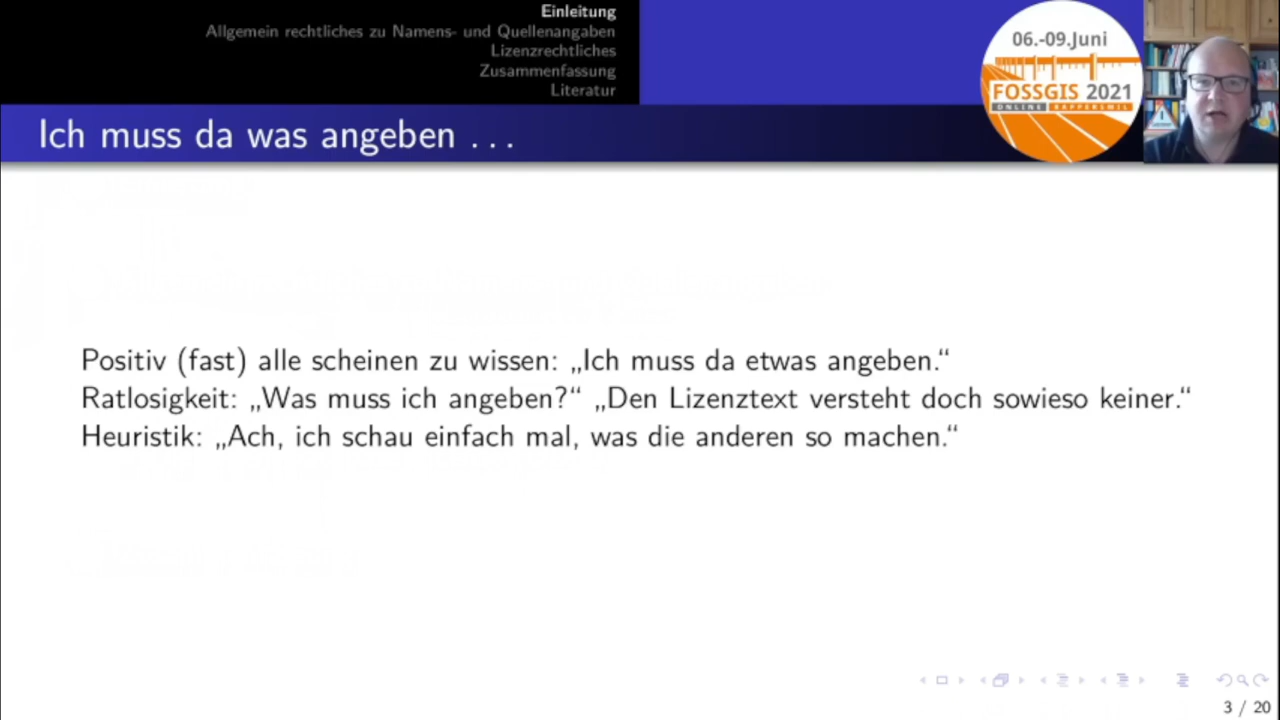 Einleitung
Allgemein rechtliches zu Namens- und Quellenangaben
Lizenzrechtliches
Zusammenfassung
Literatur
06.-09.Juni
FOSSGIS 2021
ONLINE RAPPERSWIL
Ich muss da was angeben . . .
Positiv (fast) alle scheinen zu wissen: „Ich muss da etwas angeben.“
Ratlosigkeit: „Was muss ich angeben?“ „Den Lizenztext versteht doch sowieso keiner.“
Heuristik: „Ach, ich schau einfach mal, was die anderen so machen.“
3 / 20